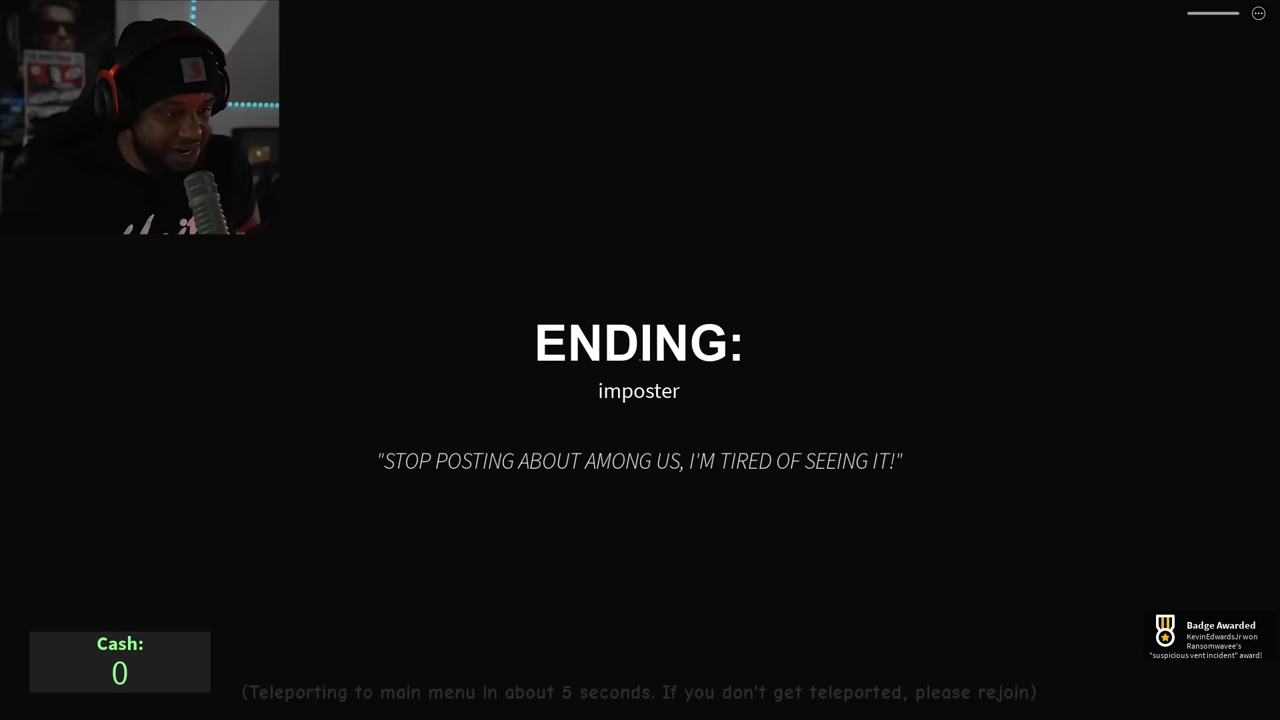 ENDING:
imposter
"STOP POSTING ABOUT AMONG US, I'M TIRED OF SEEING IT!"
Cash:
0
Badge Awarded
KevinEdwardsJr won
Ransomwavee's
"suspicious vent incident" award!
(Teleporting to main menu in about 5 seconds. If you don't get teleported, please rejoin)